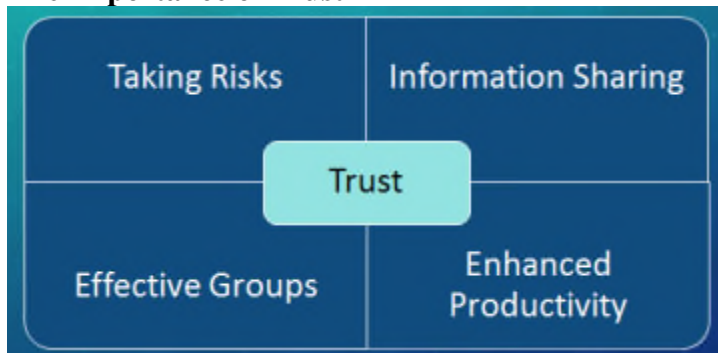 Taking Risks
Information Sharing
Trust
Effective Groups
Enhanced
Productivity